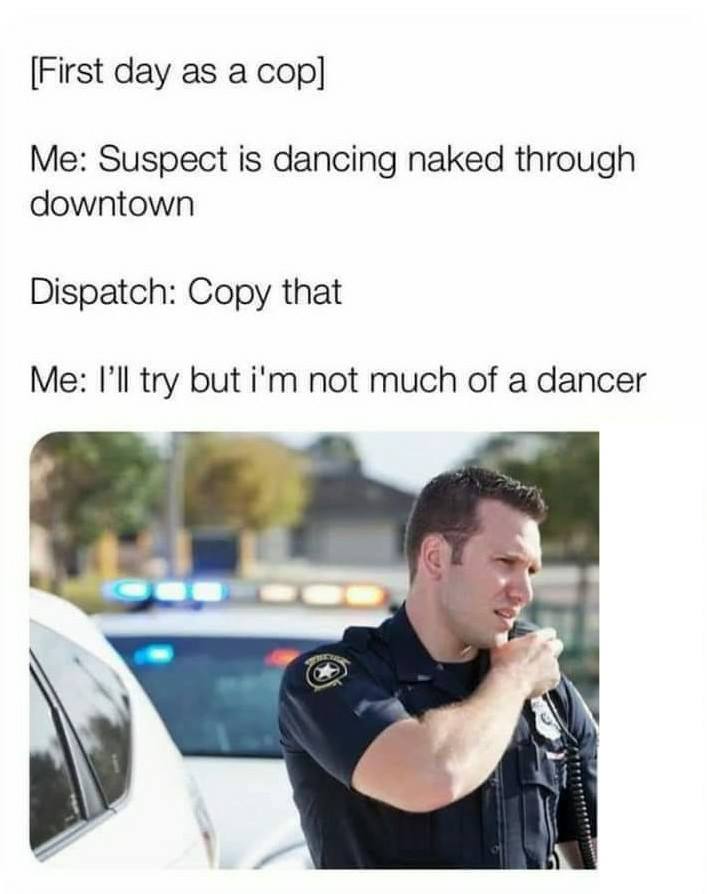 [First day as a cop]
Me: Suspect is dancing naked through
downtown
Dispatch: Copy that
Me: I’ll try but i'm not much of a dancer